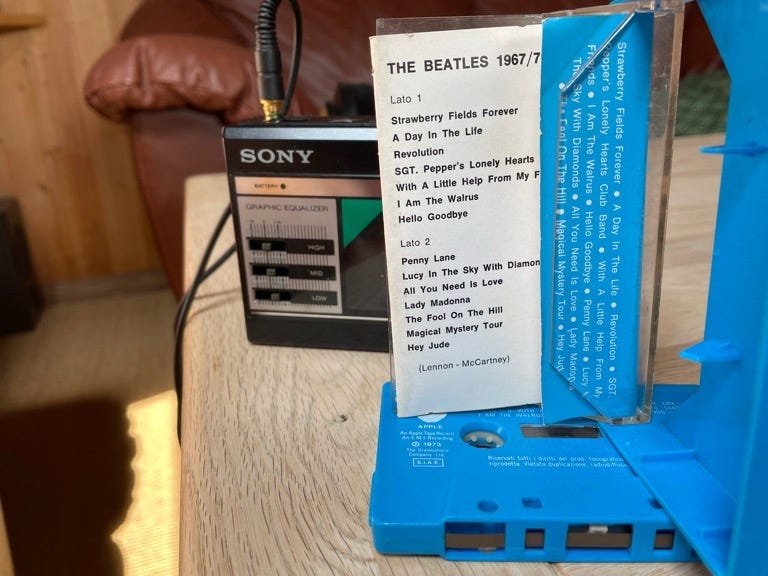 SONY
BATTERY
GRAPHIC EQUALIZER
HIGH
MID
LOW
THE BEATLES 1967/7
Lato 1
Strawberry Fields Forever
A Day In The Life
Revolution
SGT. Pepper's Lonely Hearts
With A Little Help From My F
I Am The Walrus
Hello Goodbye
Lato 2
Penny Lane
Lucy In The Sky With Diamon
All You Need Is Love
Lady Madonna
The Fool On The Hill
Magical Mystery Tour
Hey Jude
(Lennon - McCartney)
Strawberry Fields Forever ● A Day In The Life ● Revolution ● SGT.
Pepper's Lonely Hearts Club Band ● With A Little Help From My
Friends ● I Am The Walrus ● Hello Goodbye ● Penny Lane ● Lucy
The Sky With Diamonds ● All You Need Is Love ● Lady Madonn
● The Fool On The Hill ● Magical Mystery Tour ● Hey Jud
I AM THE WALRUS
APPLE
An Apple Tape Record
An E.M.I. Recording
℗ 1973
The Gramophone
Company Ltd.
S.I.A.E.
Riservati tutti i diritti del prod. fonografico
riprodotta. Vietata duplicazione, radiodiffus